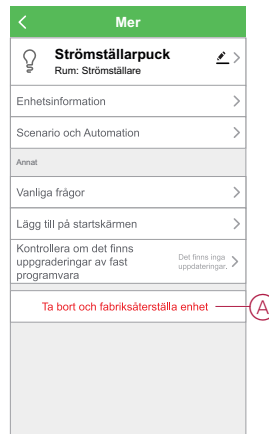 Mer
Strömställarpuck
Rum: Strömställare
Enhetsinformation
Scenario och Automation
Annat
Vanliga frågor
Lägg till på startskärmen
Kontrollera om det finns
uppgraderingar av fast
programvara
Det finns inga
uppdateringar.
Ta bort och fabriksåterställa enhet
A